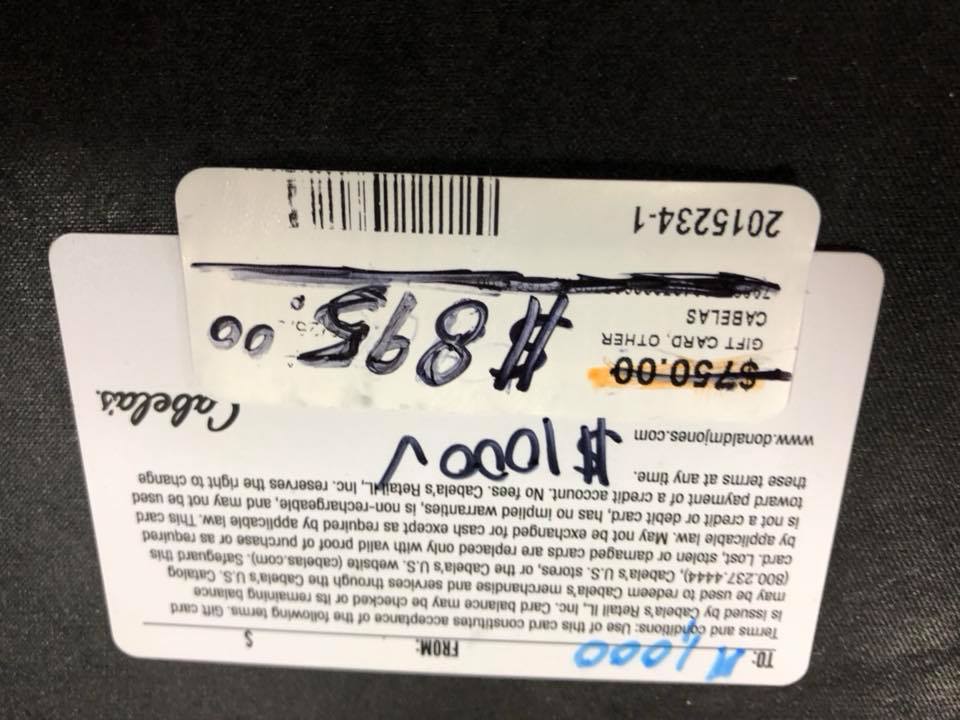 TO: $1,000 FROM: $
Terms and conditions: Use of this card constitutes acceptance of the following terms. Gift card
is issued by Cabela's Retail IL, Inc. Card balance may be checked or its remaining balance
may be used to redeem Cabela's merchandise and services through the Cabela's U.S. Catalog
(800.237.4444), Cabela's U.S. stores, or the Cabela's U.S. website (cabelas.com). Safeguard this
card. Lost, stolen or damaged cards are replaced only with valid proof of purchase or as required
by applicable law. May not be exchanged for cash except as required by applicable law. This card
is not a credit or debit card, has no implied warranties, is non-rechargeable, and may not be used
toward payment of a credit account. No fees. Cabela's Retail IL, Inc. reserves the right to change
these terms at any time.
$1000 ✓
www.donaldmjones.com
Cabela's.
$750.00
$895.00
GIFT CARD, OTHER
CABELAS
2015234-1